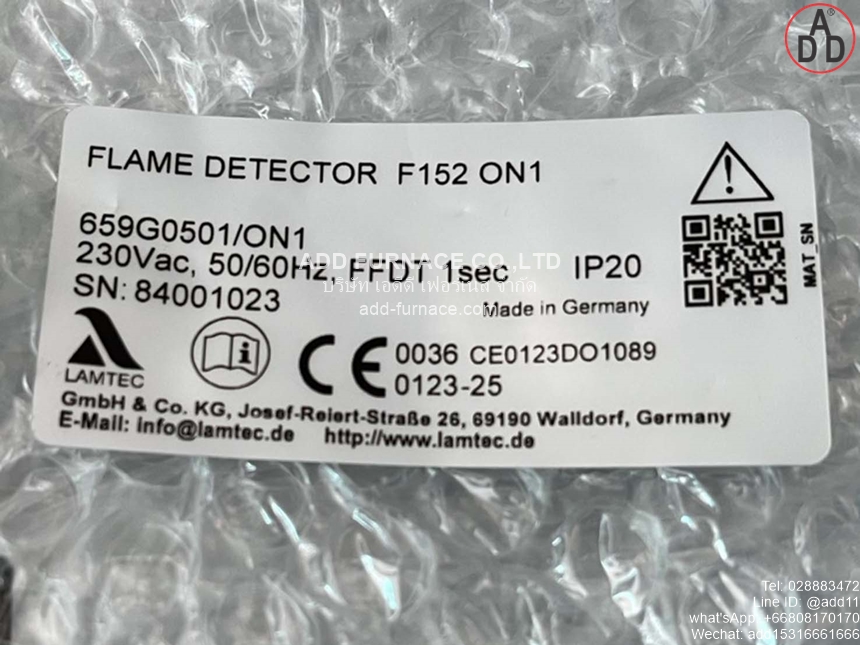 ADD®
FLAME DETECTOR F152 ON1
659G0501/ON1
230Vac, 50/60Hz, FFDT 1sec IP20
SN: 84001023
Made in Germany
MAT_SN
ADD FURNACE CO.,LTD
บริษัท เอดดี เฟอร์เนส จำกัด
add-furnace.com
LAMTEC
i
CE 0036 CE0123DO1089
0123-25
GmbH & Co. KG, Josef-Reiert-Straße 26, 69190 Walldorf, Germany
E-Mail: info@lamtec.de http://www.lamtec.de
Tel: 028883472
Line ID: @add11
what'sApp: +66808170170
Wechat: add15316661666